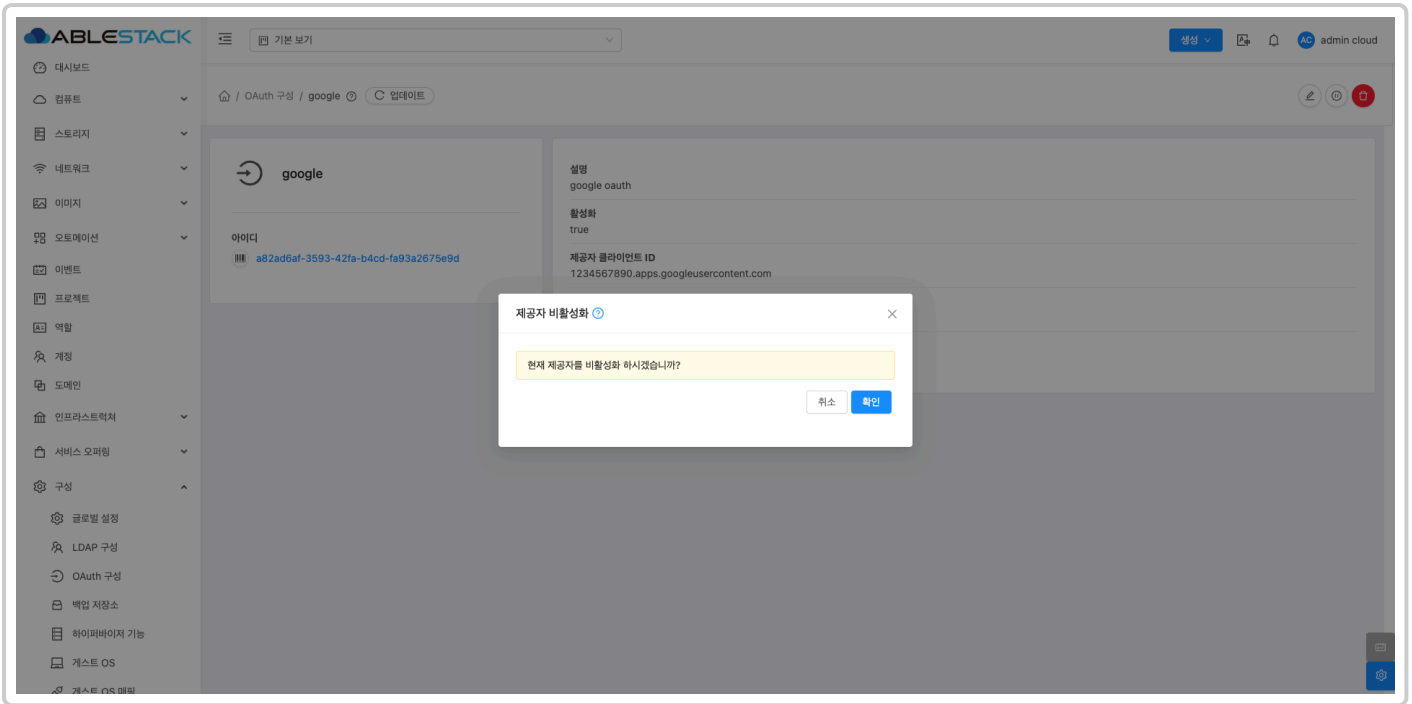 ABLESTACK
기본 보기
생성
AC admin cloud
대시보드
컴퓨트
/ OAuth 구성 / google 업데이트
스토리지
네트워크
google
설명
google oauth
이미지
활성화
true
오토메이션
아이디
a82ad6af-3593-42fa-b4cd-fa93a2675e9d
제공자 클라이언트 ID
1234567890.apps.googleusercontent.com
이벤트
프로젝트
제공자 비활성화
역할
계정
현재 제공자를 비활성화 하시겠습니까?
도메인
취소 확인
인프라스트럭쳐
서비스 오퍼링
구성
글로벌 설정
LDAP 구성
OAuth 구성
백업 저장소
하이퍼바이저 기능
게스트 OS
게스트 OS 매핑